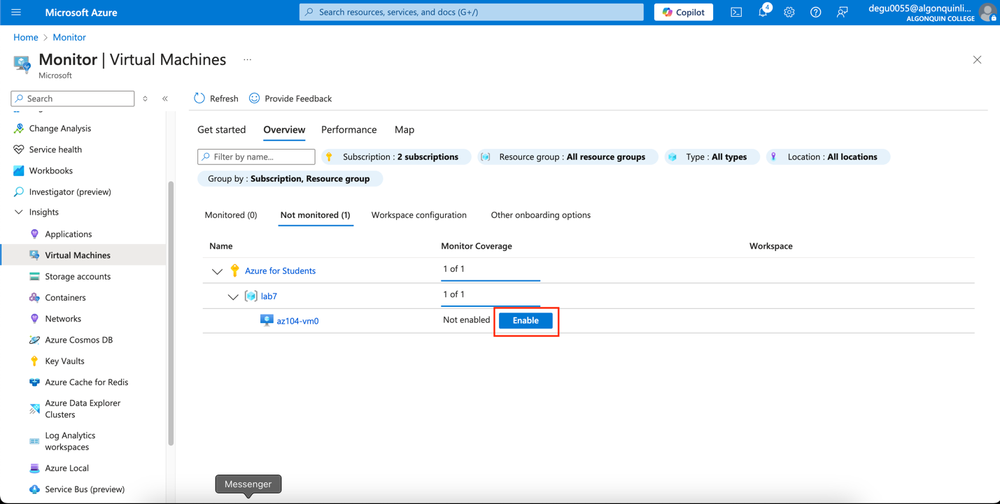 Microsoft Azure
Search resources, services, and docs (G+/)
Copilot
4
degu0055@algonquinli...
ALGONQUIN COLLEGE
Home > Monitor
Monitor | Virtual Machines ...
Microsoft
Search
Change Analysis
Service health
Workbooks
Investigator (preview)
Insights
Applications
Virtual Machines
Storage accounts
Containers
Networks
Azure Cosmos DB
Key Vaults
Azure Cache for Redis
Azure Data Explorer
Clusters
Log Analytics
workspaces
Azure Local
Service Bus (preview)
Refresh Provide Feedback
Get started Overview Performance Map
Filter by name... Subscription : 2 subscriptions Resource group : All resource groups Type : All types Location : All locations
Group by : Subscription, Resource group
Monitored (0) Not monitored (1) Workspace configuration Other onboarding options
Name Monitor Coverage Workspace
Azure for Students 1 of 1
lab7 1 of 1
az104-vm0 Not enabled Enable
Messenger